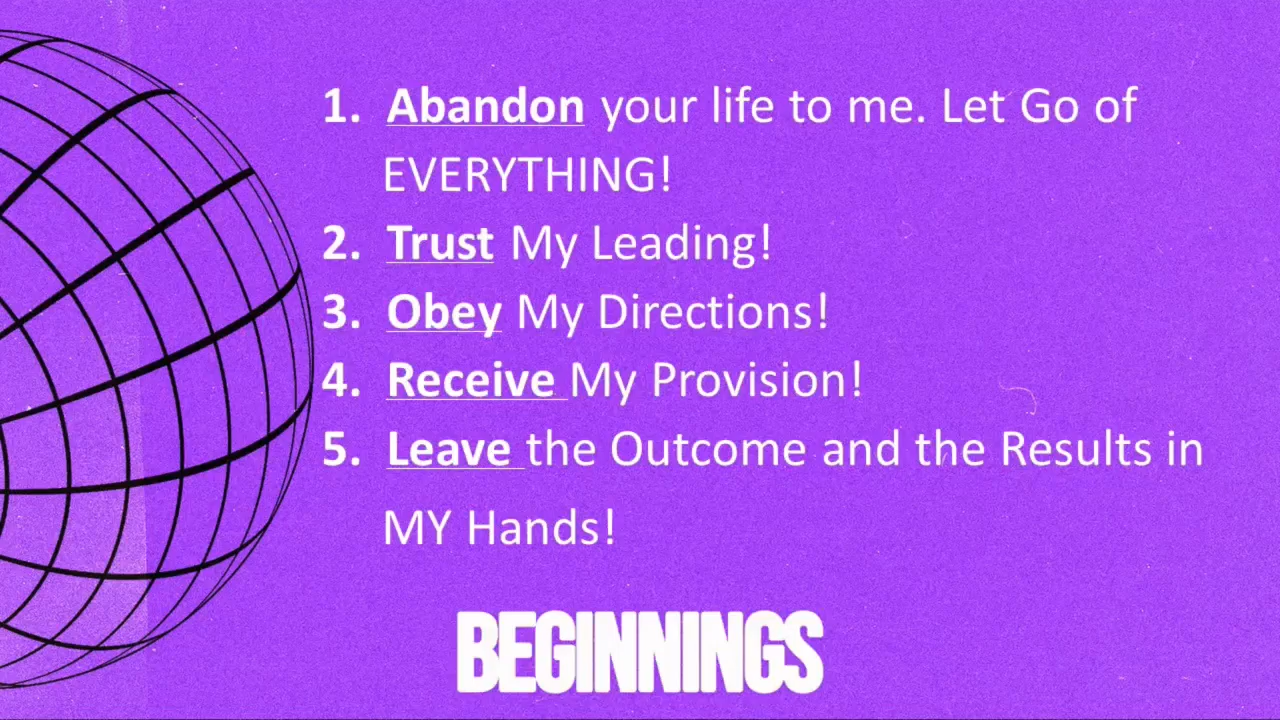 1. Abandon your life to me. Let Go of
EVERYTHING!
2. Trust My Leading!
3. Obey My Directions!
4. Receive My Provision!
5. Leave the Outcome and the Results in
MY Hands!
BEGINNINGS